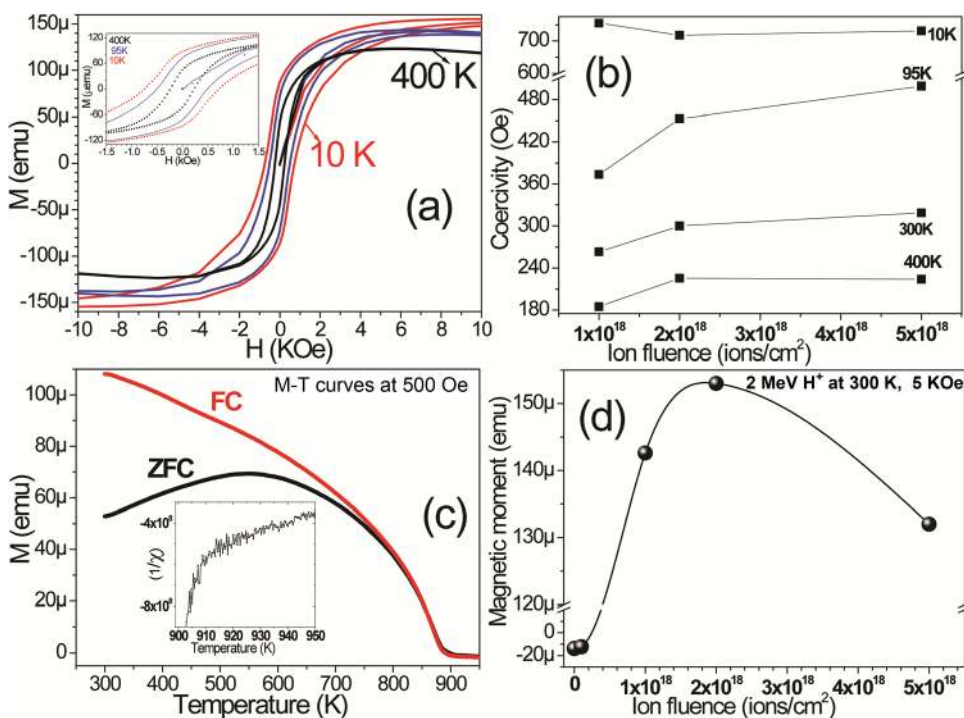 150µ
100µ
50µ
0
-50µ
-100µ
-150µ
M (emu)
-10 -8 -6 -4 -2 0 2 4 6 8 10
H (KOe)
400 K
10 K
(a)
120
60
0
-60
-120
M (µemu)
400K
95K
10K
-1.5 -1.0 -0.5 0.0 0.5 1.0 1.5
H (kOe)
(b)
700
600
480
420
360
300
240
180
Coercivity (Oe)
10K
95K
300K
400K
1x10¹⁸ 2x10¹⁸ 3x10¹⁸ 4x10¹⁸ 5x10¹⁸
Ion fluence (ions/cm²)
M-T curves at 500 Oe
100µ
80µ
60µ
40µ
20µ
0
M (emu)
FC
ZFC
(c)
-4x10⁸
-8x10⁸
(1/χ)
900 910 920 930 940 950
Temperature (K)
300 400 500 600 700 800 900
Temperature (K)
2 MeV H⁺ at 300 K, 5 KOe
(d)
150µ
140µ
130µ
120µ
0
-20µ
Magnetic moment (emu)
0 1x10¹⁸ 2x10¹⁸ 3x10¹⁸ 4x10¹⁸ 5x10¹⁸
Ion fluence (ions/cm²)